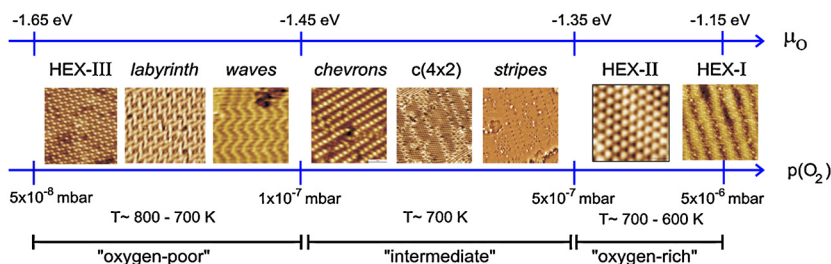 -1.65 eV -1.45 eV -1.35 eV -1.15 eV
μO
HEX-III labyrinth waves chevrons c(4x2) stripes HEX-II HEX-I
p(O2)
5x10-8 mbar 1x10-7 mbar 5x10-7 mbar 5x10-6 mbar
T~ 800 - 700 K T~ 700 K T~ 700 - 600 K
"oxygen-poor" "intermediate" "oxygen-rich"